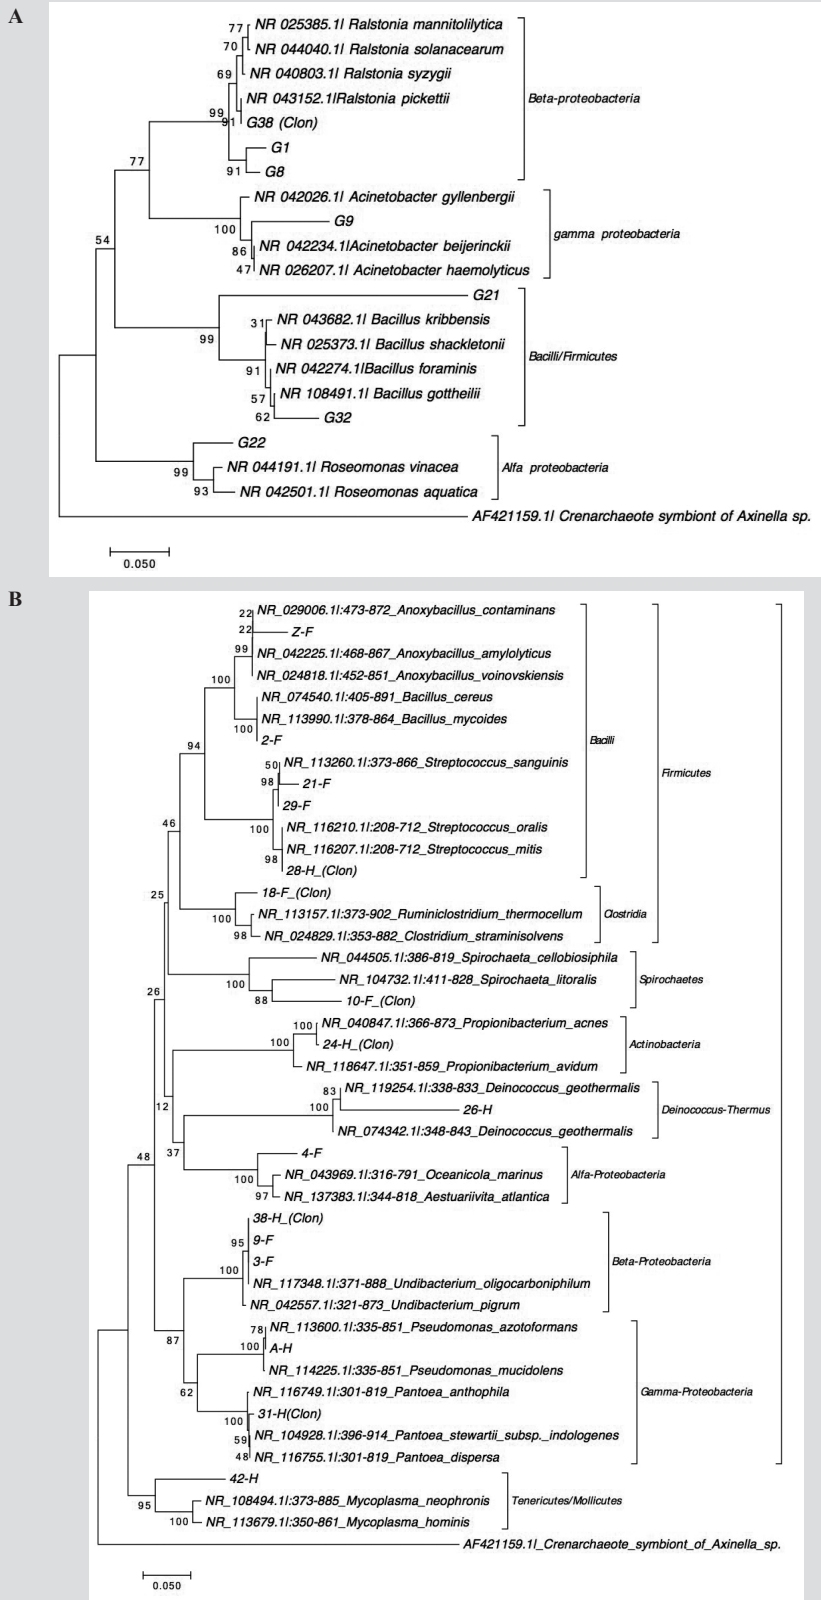 A
77 NR 025385.1| Ralstonia mannitolilytica
70 NR 044040.1| Ralstonia solanacearum
69 NR 040803.1| Ralstonia syzygii
NR 043152.1|Ralstonia pickettii
Beta-proteobacteria
99
91 G38 (Clon)
G1
77
91 G8
NR 042026.1| Acinetobacter gyllenbergii
100 G9
gamma proteobacteria
54
86 NR 042234.1|Acinetobacter beijerinckii
47 NR 026207.1| Acinetobacter haemolyticus
G21
31 NR 043682.1| Bacillus kribbensis
99 NR 025373.1| Bacillus shackletonii
Bacilli/Firmicutes
91 NR 042274.1|Bacillus foraminis
57 NR 108491.1| Bacillus gottheilii
62 G32
G22
99 NR 044191.1| Roseomonas vinacea
Alfa proteobacteria
93 NR 042501.1| Roseomonas aquatica
AF421159.1| Crenarchaeote symbiont of Axinella sp.
0.050
B
22 NR_029006.1|:473-872_Anoxybacillus_contaminans
22 Z-F
99 NR_042225.1|:468-867_Anoxybacillus_amylolyticus
NR_024818.1|:452-851_Anoxybacillus_voinovskiensis
100
NR_074540.1|:405-891_Bacillus_cereus
NR_113990.1|:378-864_Bacillus_mycoides
100
2-F
Bacilli
94
50 NR_113260.1|:373-866_Streptococcus_sanguinis
Firmicutes
98 21-F
29-F
100 NR_116210.1|:208-712_Streptococcus_oralis
46
NR_116207.1|:208-712_Streptococcus_mitis
98
28-H_(Clon)
25
18-F_(Clon)
100 NR_113157.1|:373-902_Ruminiclostridium_thermocellum
Clostridia
98 NR_024829.1|:353-882_Clostridium_straminisolvens
NR_044505.1|:386-819_Spirochaeta_cellobiosiphila
100 NR_104732.1|:411-828_Spirochaeta_litoralis
Spirochaetes
26
88 10-F_(Clon)
100 NR_040847.1|:366-873_Propionibacterium_acnes
100 24-H_(Clon)
Actinobacteria
NR_118647.1|:351-859_Propionibacterium_avidum
83 NR_119254.1|:338-833_Deinococcus_geothermalis
12
100 26-H
Deinococcus-Thermus
NR_074342.1|:348-843_Deinococcus_geothermalis
37
48
4-F
100 NR_043969.1|:316-791_Oceanicola_marinus
Alfa-Proteobacteria
97 NR_137383.1|:344-818_Aestuariivita_atlantica
38-H_(Clon)
95 9-F
3-F
Beta-Proteobacteria
100
NR_117348.1|:371-888_Undibacterium_oligocarboniphilum
NR_042557.1|:321-873_Undibacterium_pigrum
78 NR_113600.1|:335-851_Pseudomonas_azotoformans
87
100 A-H
NR_114225.1|:335-851_Pseudomonas_mucidolens
62 NR_116749.1|:301-819_Pantoea_anthophila
Gamma-Proteobacteria
31-H(Clon)
100
NR_104928.1|:396-914_Pantoea_stewartii_subsp._indologenes
59
48 NR_116755.1|:301-819_Pantoea_dispersa
42-H
95 NR_108494.1|:373-885_Mycoplasma_neophronis
Tenericutes/Mollicutes
100 NR_113679.1|:350-861_Mycoplasma_hominis
AF421159.1|_Crenarchaeote_symbiont_of_Axinella_sp.
0.050